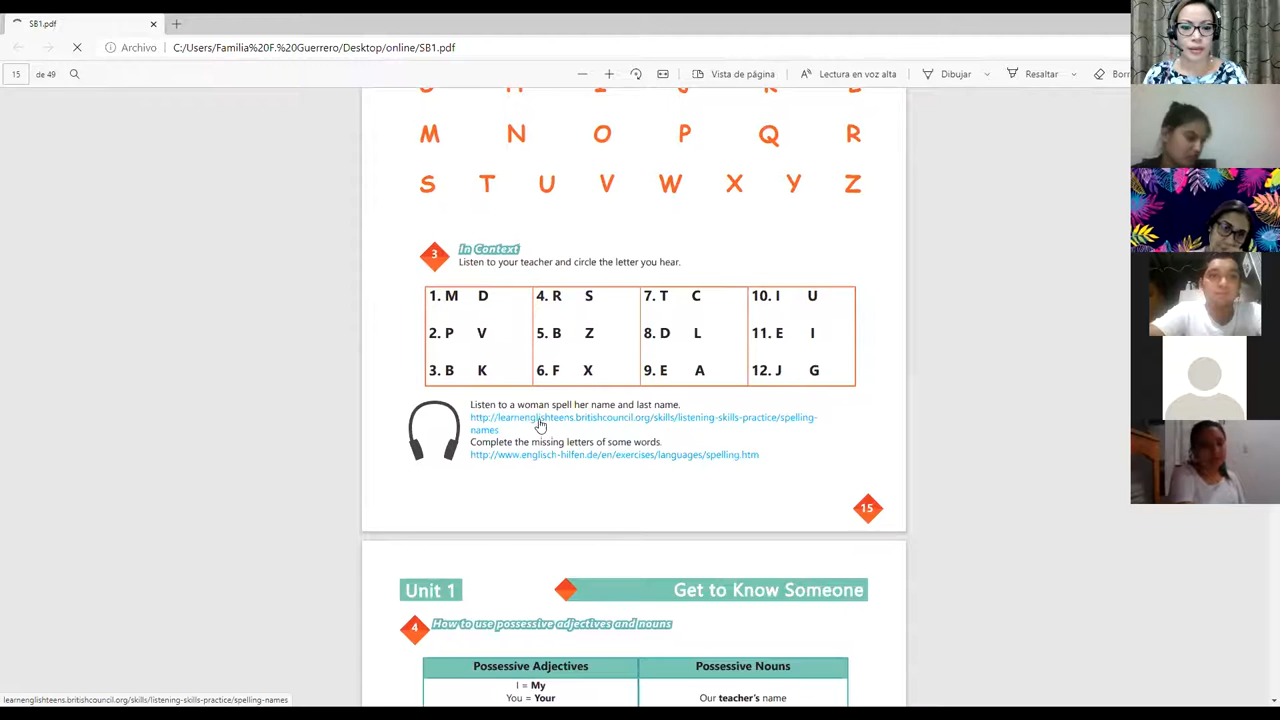 SB1.pdf
Archivo C:/Users/Familia%20F.%20Guerrero/Desktop/online/SB1.pdf
15 de 49 Vista de página Lectura en voz alta Dibujar Resaltar
M N O P Q R
S T U V W X Y Z
3 In Context
Listen to your teacher and circle the letter you hear.
1. M D 4. R S 7. T C 10. I U
2. P V 5. B Z 8. D L 11. E I
3. B K 6. F X 9. E A 12. J G
Listen to a woman spell her name and last name.
http://learnenglishteens.britishcouncil.org/skills/listening-skills-practice/spelling-
names
Complete the missing letters of some words.
http://www.englisch-hilfen.de/en/exercises/languages/spelling.htm
15
Unit 1 Get to Know Someone
4 How to use possessive adjectives and nouns
Possessive Adjectives Possessive Nouns
I = My
You = Your Our teacher's name
learnenglishteens.britishcouncil.org/skills/listening-skills-practice/spelling-names